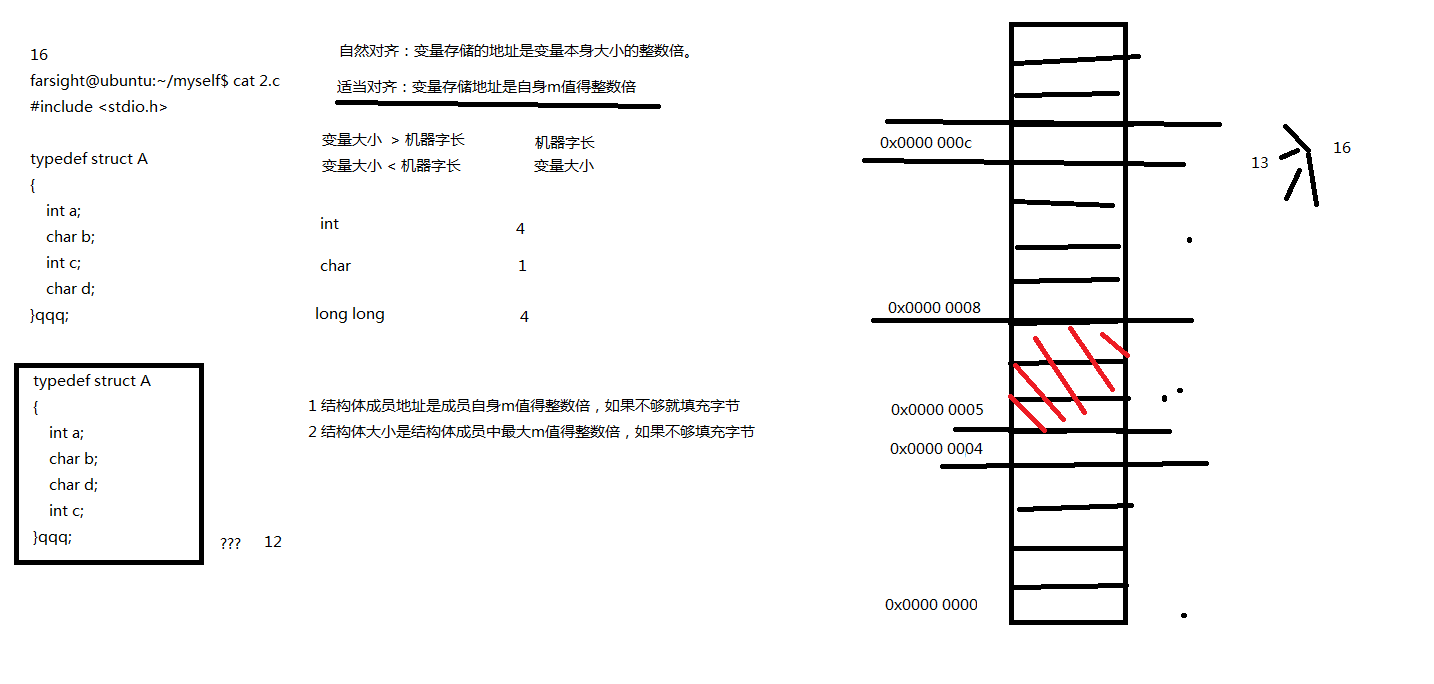 16
farsight@ubuntu:~/myself$ cat 2.c
#include <stdio.h>
typedef struct A
{
int a;
char b;
int c;
char d;
}qqq;
typedef struct A
{
int a;
char b;
char d;
int c;
}qqq;
??? 12
自然对齐：变量存储的地址是变量本身大小的整数倍。
适当对齐：变量存储地址是自身m值得整数倍
变量大小 > 机器字长 机器字长
变量大小 < 机器字长 变量大小
int 4
char 1
long long 4
1 结构体成员地址是成员自身m值得整数倍，如果不够就填充字节
2 结构体大小是结构体成员中最大m值得整数倍，如果不够填充字节
0x0000 000c
0x0000 0008
0x0000 0005
0x0000 0004
0x0000 0000
13 16